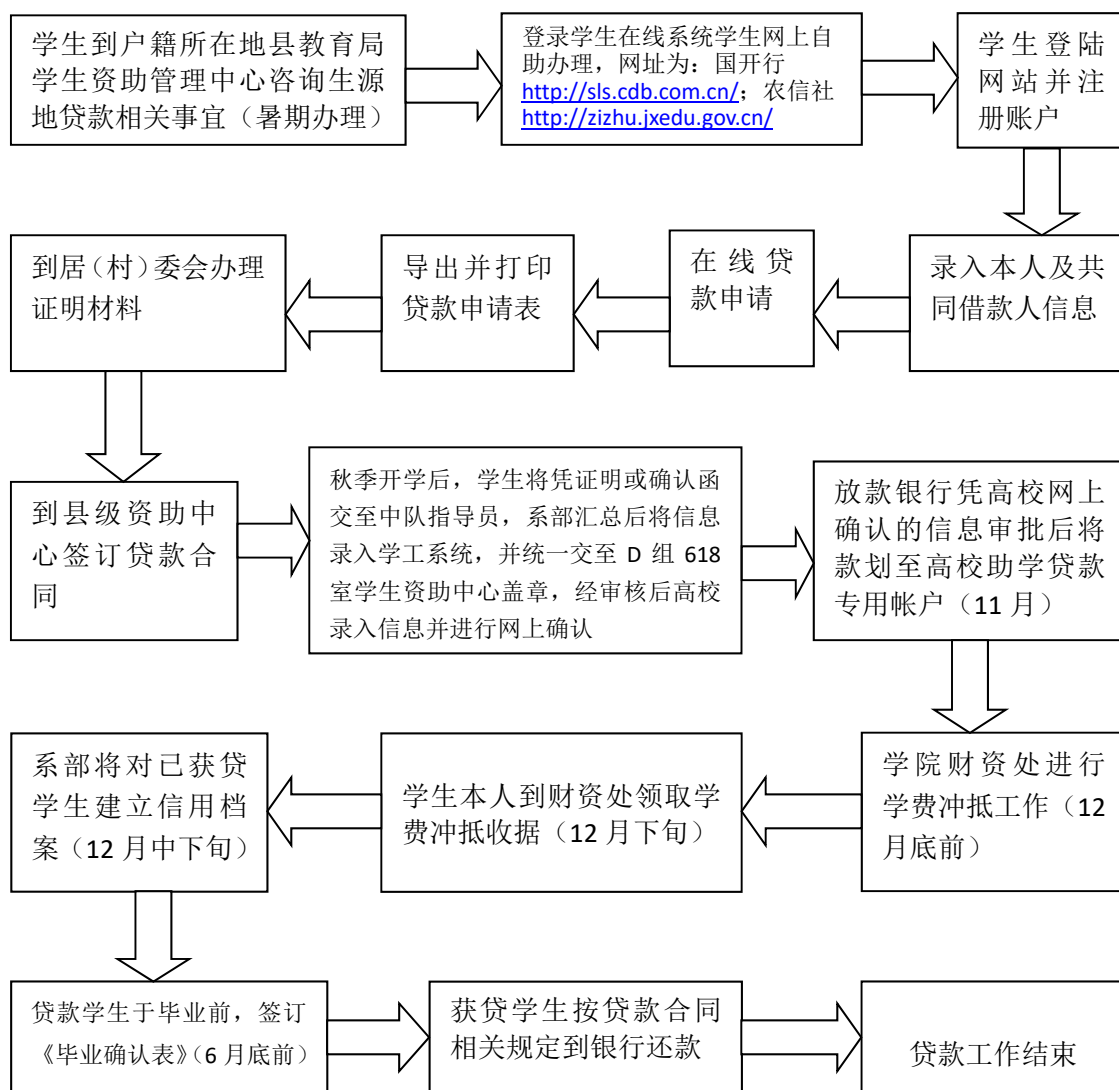 学生到户籍所在地县教育局
学生资助管理中心咨询生源
地贷款相关事宜（暑期办理）
登录学生在线系统学生网上自
助办理，网址为：国开行
http://sls.cdb.com.cn/；农信社
http://zizhu.jxedu.gov.cn/
学生登陆
网站并注
册账户
录入本人及共
同借款人信息
在线贷
款申请
导出并打印
贷款申请表
到居（村）委会办理
证明材料
到县级资助中
心签订贷款合
同
秋季开学后，学生将凭证明或确认函
交至中队指导员，系部汇总后将信息
录入学工系统，并统一交至 D 组 618
室学生资助中心盖章，经审核后高校
录入信息并进行网上确认
放款银行凭高校网上
确认的信息审批后将
款划至高校助学贷款
专用帐户（11 月）
学院财资处进行
学费冲抵工作（12
月底前）
学生本人到财资处领取学
费冲抵收据（12 月下旬）
系部将对已获贷
学生建立信用档
案（12 月中下旬）
贷款学生于毕业前，签订
《毕业确认表》（6 月底前）
获贷学生按贷款合同
相关规定到银行还款
贷款工作结束